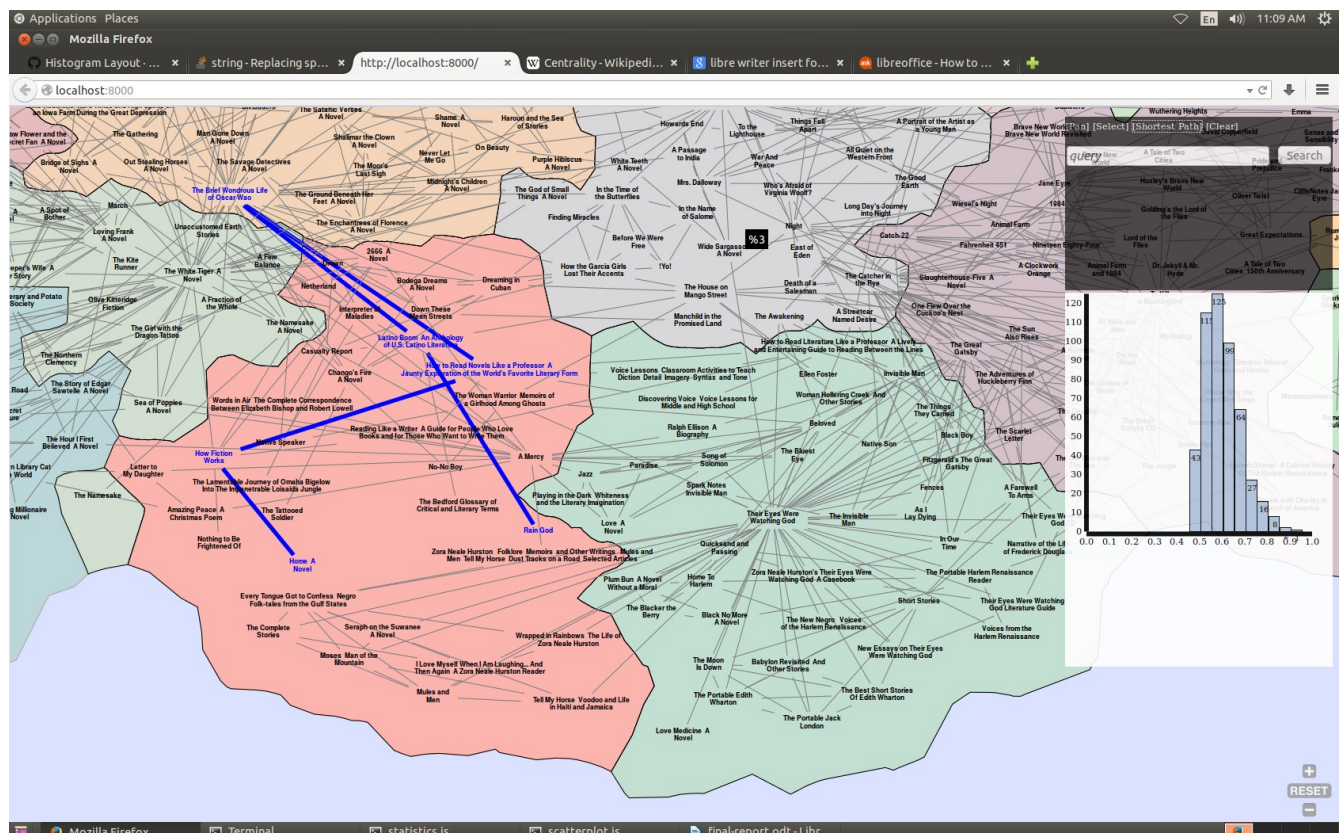 Applications Places
En
11:09 AM
Mozilla Firefox
Histogram Layout - ...
string - Replacing sp...
http://localhost:8000/
Centrality - Wikipedi...
libre writer insert fo...
libreoffice - How to ...
localhost:8000
an Iowa Farm During the Great Depression
The Satanic Verses
A Novel
Shame A
Novel
Haroun and the Sea
of Stories
Howards End
To the
Lighthouse
Things Fall
Apart
A Portrait of the Artist as
a Young Man
Wuthering Heights
Emma
The Gathering
Man Gone Down
A Novel
Shalimar the Clown
A Novel
Never Let
Me Go
On Beauty
Purple Hibiscus
A Novel
White Teeth
A Novel
A Passage
to India
War And
Peace
All Quiet on the
Western Front
Bridge of Sighs A
Novel
Out Stealing Horses
A Novel
The Savage Detectives
A Novel
The Moor's
Last Sigh
Midnight's Children
A Novel
The Brief Wondrous Life
of Oscar Wao
The Ground Beneath Her
Feet A Novel
The God of Small
Things A Novel
In the Time of
the Butterflies
Mrs. Dalloway
Who's Afraid of
Virginia Woolf?
The Good
Earth
Jane
1984
[Select] [Shortest Path] [Clear]
query
Search
A Tale of Two
Cities
Huxley's Brave New
World
Oliver Twist
Golding's the Lord of
the Flies
Lord of the
Flies
Great Expectations
Animal Farm
and 1984
Dr. Jekyll & Mr.
Hyde
A Tale of Two
Cities 150th Anniversary
A Spot of
Bother
March
Loving Frank
A Novel
Unaccustomed Earth
Stories
The Enchantress of Florence
A Novel
Finding Miracles
In the Name
of Salome
Night
Long Day's Journey
into Night
Wiesel's Night
Animal Farm
Before We Were
Free
Wide Sargasso
A Novel
%3
East of
Eden
Catch-22
Fahrenheit 451
Nineteen Eighty-Four
The Kite
Runner
The White Tiger A
Novel
A Fine
Balance
2666 A
Novel
How the Garcia Girls
Lost Their Accents
!Yo!
The House on
Mango Street
Death of a
Salesman
The Catcher in
the Rye
Slaughterhouse-Five A
Novel
A Clockwork
Orange
Olive Kitteridge
Fiction
A Fraction of
the Whole
Netherland
Bodega Dreams
A Novel
Dreaming in
Cuban
Interpreter of
Maladies
Down These
Mean Streets
Manchild in the
Promised Land
The Awakening
A Streetcar
Named Desire
One Flew Over the
Cuckoo's Nest
The Girl with the
Dragon Tattoo
The Namesake
A Novel
Casualty Report
Latino Boom An Anthology
of U.S. Latino Literature
How to Read Literature Like a Professor A Lively
and Entertaining Guide to Reading Between the Lines
The Sun
Also Rises
The Northern
Clemency
Chango's Fire
A Novel
How to Read Novels Like a Professor A
Jaunty Exploration of the World's Favorite Literary Form
Voice Lessons Classroom Activities to Teach
Diction Detail Imagery Syntax and Tone
Ellen Foster
Invisible Man
The Great
Gatsby
The Adventures of
Huckleberry Finn
The Story of Edgar
Sawtelle A Novel
Sea of Poppies
A Novel
Words in Air The Complete Correspondence
Between Elizabeth Bishop and Robert Lowell
The Woman Warrior Memoirs of
a Girlhood Among Ghosts
Discovering Voice Voice Lessons for
Middle and High School
Woman Hollering Creek And
Other Stories
The Things
They Carried
The Hour I First
Believed A Novel
Native Speaker
Reading Like a Writer A Guide for People Who Love
Books and for Those Who Want to Write Them
Ralph Ellison A
Biography
Beloved
Black Boy
The Scarlet
Letter
How Fiction
Works
No-No Boy
A Mercy
Paradise
Song of
Solomon
The Bluest
Eye
Native Son
Fitzgerald's The Great
Gatsby
Letter to
My Daughter
The Lamentable Journey of Omaha Bigelow
Into The Impenetrable Loisaida Jungle
Jazz
Spark Notes
Invisible Man
Fences
A Farewell
To Arms
The Namesake
Amazing Peace A
Christmas Poem
The Tattooed
Soldier
The Bedford Glossary of
Critical and Literary Terms
Playing in the Dark Whiteness
and the Literary Imagination
Their Eyes Were
Watching God
The Invisible
Man
As I
Lay Dying
Nothing to Be
Frightened Of
Rain God
Love A
Novel
Quicksand and
Passing
In Our
Time
Home A
Novel
Zora Neale Hurston Folklore Memoirs and Other Writings Mules and
Men Tell My Horse Dust Tracks on a Road Selected Articles
Narrative of the
of Frederick
Plum Bun A Novel
Without a Moral
Home To
Harlem
Zora Neale Hurston's Their Eyes Were
Watching God A Casebook
The Portable Harlem Renaissance
Reader
Every Tongue Got to Confess Negro
Folk-tales from the Gulf States
The Blacker the
Berry
Black No More
A Novel
Short Stories
Their Eyes Were Watching
God Literature Guide
The Complete
Stories
Seraph on the Suwanee
A Novel
Wrapped in Rainbows The Life of
Zora Neale Hurston
The New Negro Voices
of the Harlem Renaissance
Voices from the
Harlem Renaissance
Moses Man of the
Mountain
I Love Myself When I Am Laughing... And
Then Again A Zora Neale Hurston Reader
The Moon
Is Down
Babylon Revisited And
Other Stories
New Essays on Their Eyes
Were Watching God
Mules and
Men
Tell My Horse Voodoo and Life
in Haiti and Jamaica
The Portable Edith
Wharton
The Best Short Stories
Of Edith Wharton
The Portable Jack
London
Love Medicine A
Novel
120
110
100
90
80
70
60
50
40
30
20
10
0
43
115
125
99
64
27
16
8
0.0 0.1 0.2 0.3 0.4 0.5 0.6 0.7 0.8 0.9 1.0
RESET
Mozilla Firefox
Terminal
statistics.js
scatterplot.js
final-report.odt - Libr...